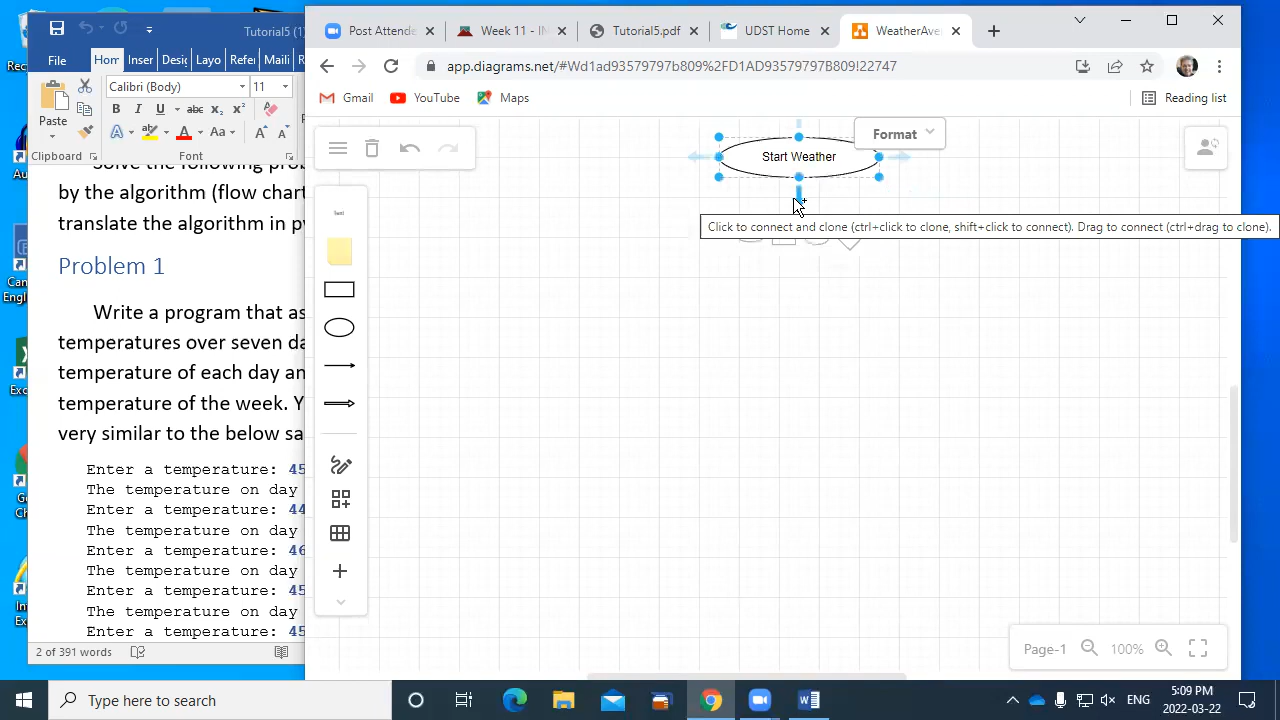 Tutorial5 (1)
File
Hom
Inser
Desig
Layo
Refer
Maili
R
Paste
Calibri (Body)
11
B I U abc x2 x2
A Aa A A
Clipboard
Font
by the algorithm (flow chart
translate the algorithm in py
Problem 1
Write a program that as
temperatures over seven da
temperature of each day an
temperature of the week. Y
very similar to the below sa
Enter a temperature: 45
The temperature on day
Enter a temperature: 44
The temperature on day
Enter a temperature: 46
The temperature on day
Enter a temperature: 45
The temperature on day
Enter a temperature: 45
2 of 391 words
Post Attende
Week 11 - IN
Tutorial5.pdf
UDST Home
WeatherAve
app.diagrams.net/#Wd1ad93579797b809%2FD1AD93579797B809!22747
Gmail
YouTube
Maps
Reading list
Format
Start Weather
Click to connect and clone (ctrl+click to clone, shift+click to connect). Drag to connect (ctrl+drag to clone).
Page-1
100%
Type here to search
ENG
5:09 PM
2022-03-22